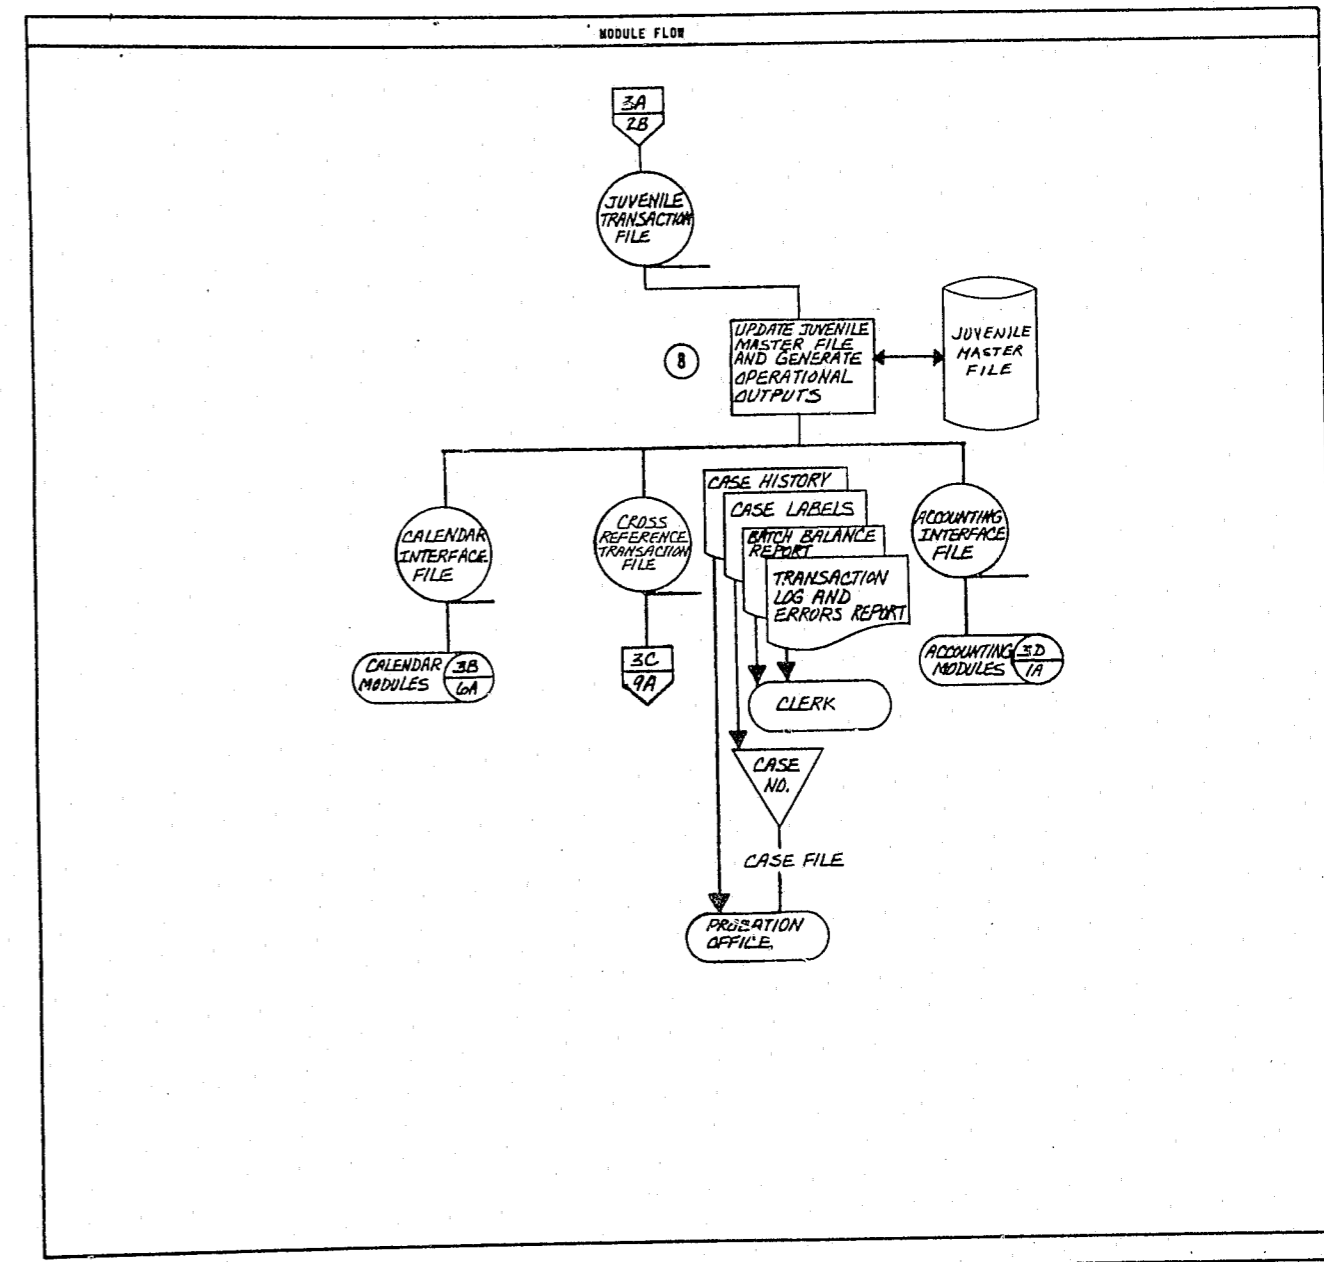 MODULE FLOW
3A
2B
JUVENILE
TRANSACTION
FILE
8
UPDATE JUVENILE
MASTER FILE
AND GENERATE
OPERATIONAL
OUTPUTS
JUVENILE
MASTER
FILE
CALENDAR
INTERFACE
FILE
CROSS
REFERENCE
TRANSACTION
FILE
CASE HISTORY
CASE LABELS
BATCH BALANCE
REPORT
TRANSACTION
LOG AND
ERRORS REPORT
ACCOUNTING
INTERFACE
FILE
CALENDAR
MODULES
3B
6A
3C
9A
CLERK
ACCOUNTING
MODULES
3D
1A
CASE
NO.
CASE FILE
PROBATION
OFFICE